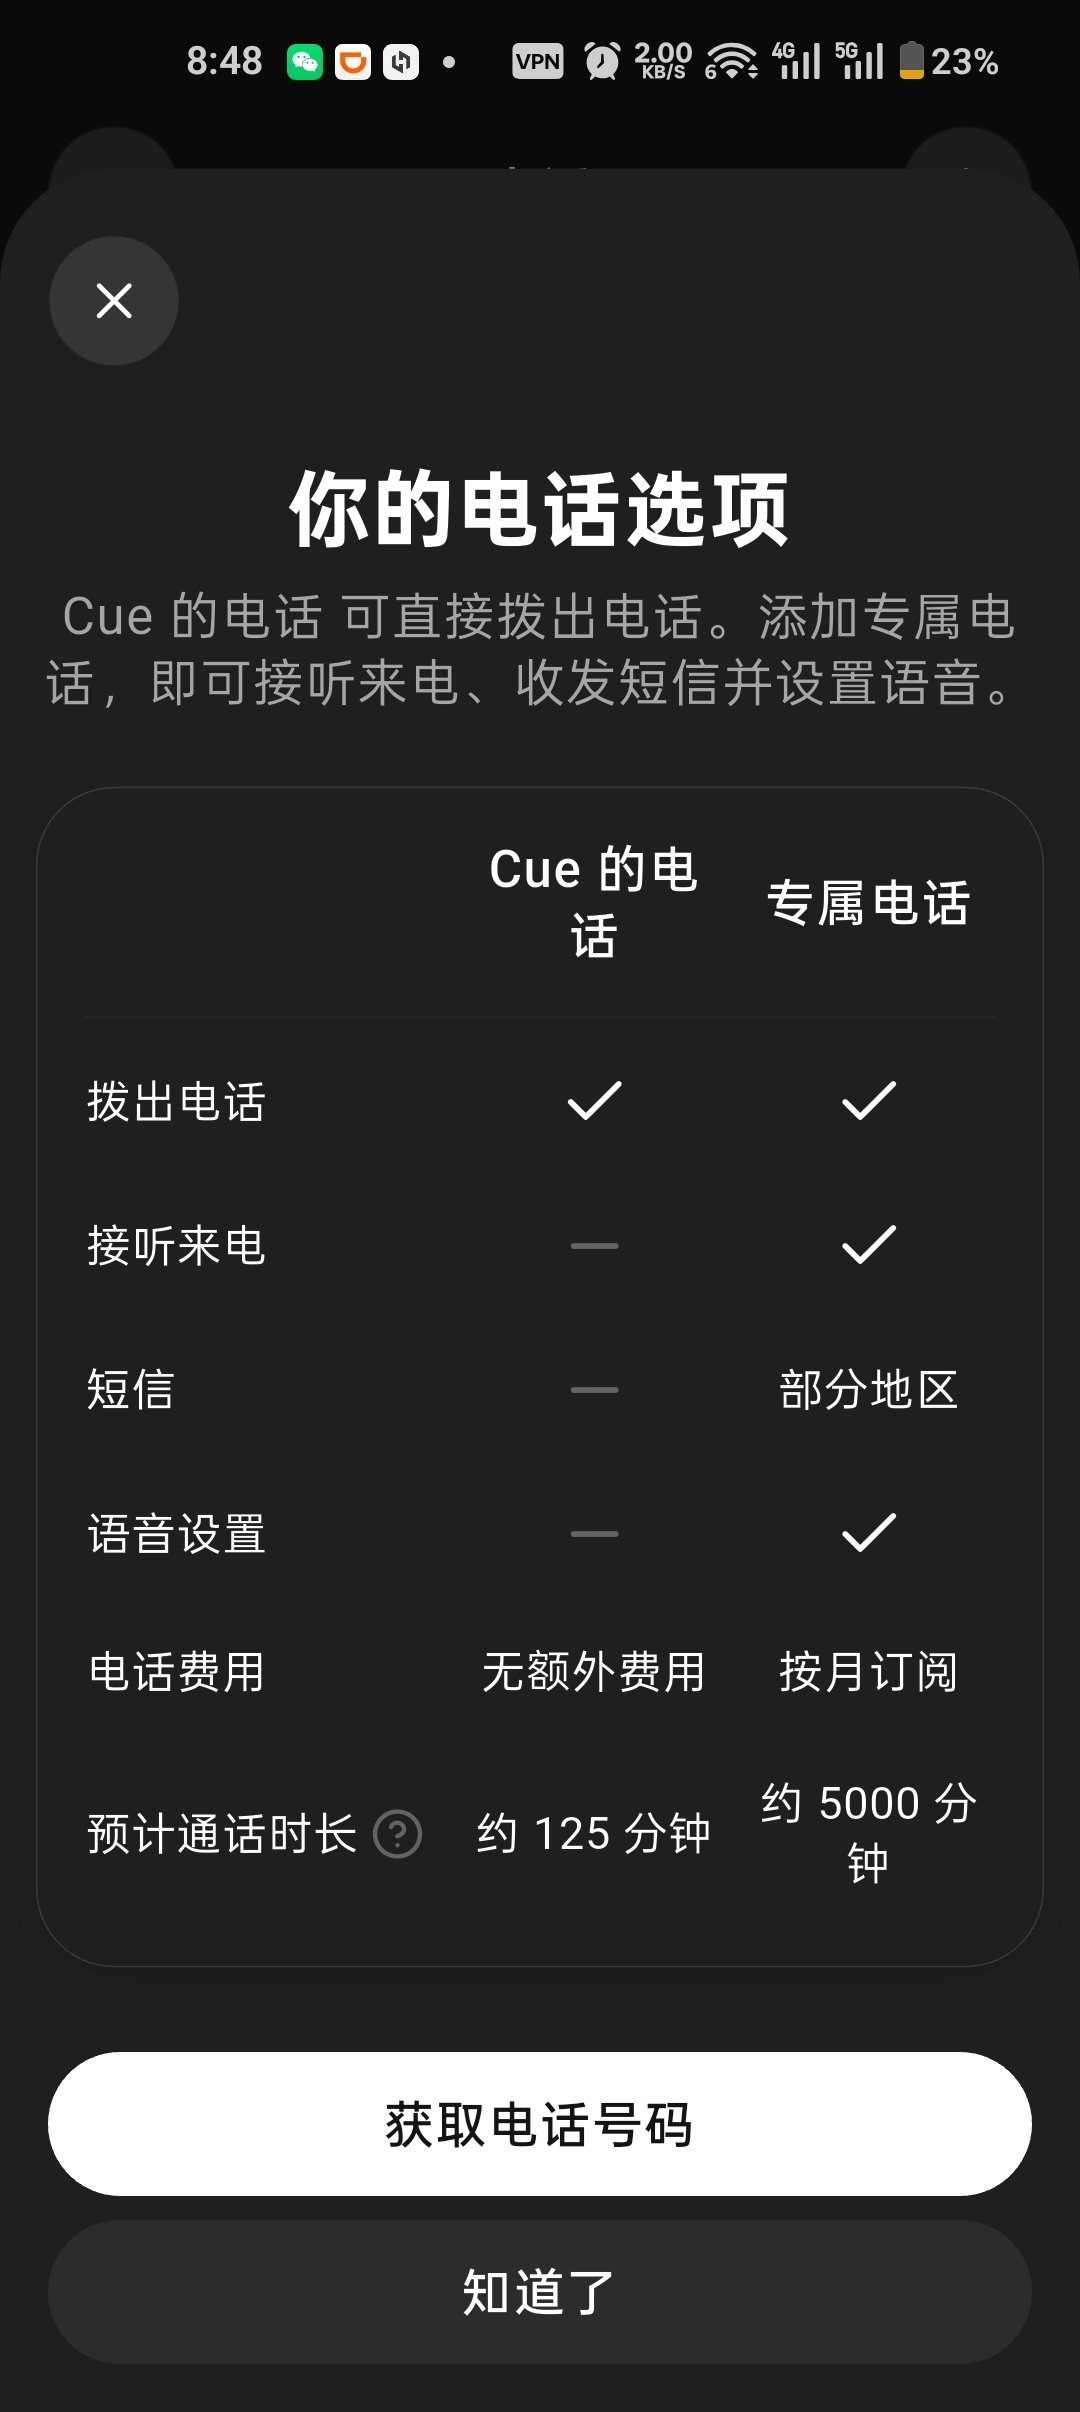 8:48
VPN
2.00
KB/S
6
4G
5G
23%
你的电话选项
Cue 的电话 可直接拨出电话。添加专属电
话，即可接听来电、收发短信并设置语音。
Cue 的电
话
专属电话
拨出电话
接听来电
短信
部分地区
语音设置
电话费用
无额外费用
按月订阅
预计通话时长 ?
约 125 分钟
约 5000 分
钟
获取电话号码
知道了